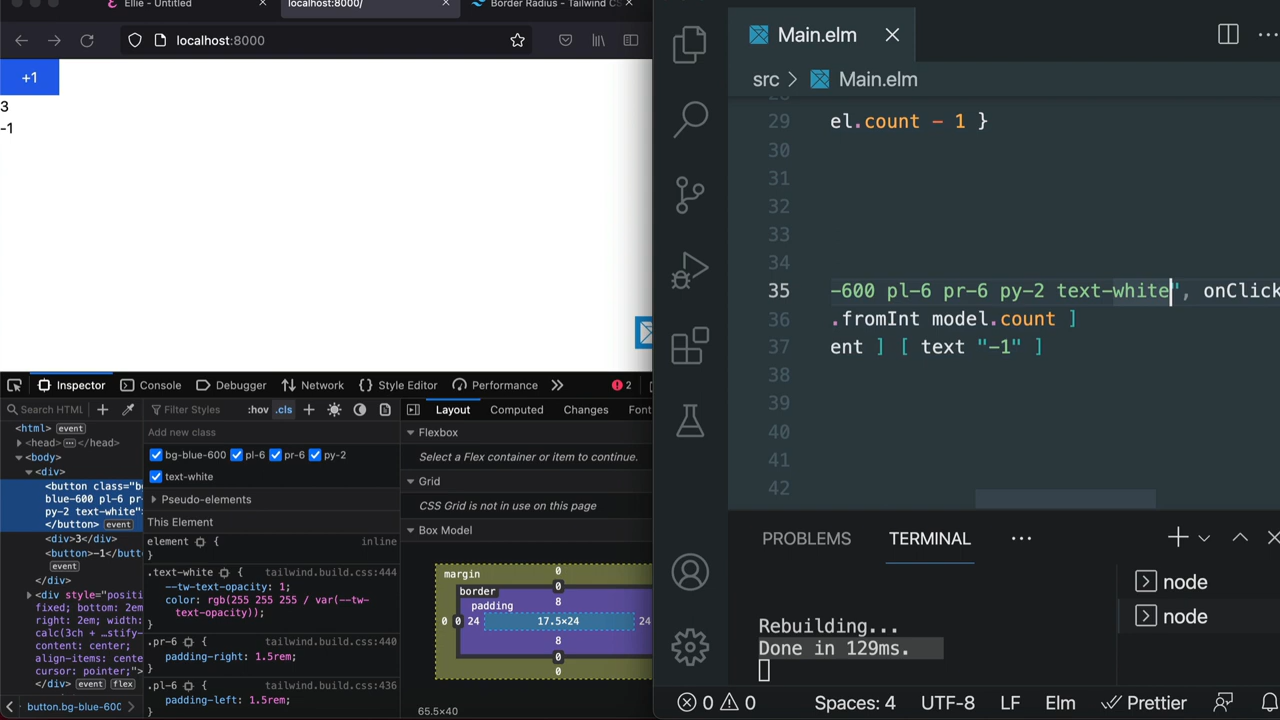 Ellie - Untitled
localhost:8000/
Border Radius - Tailwind CS
localhost:8000
+1
3
-1
Inspector
Console
Debugger
Network
Style Editor
Performance
2
Search HTML
Filter Styles
:hov
.cls
Layout
Computed
Changes
Font
<html> event
<head> </head>
<body>
<div>
<button class="bg
blue-600 pl-6 pr
py-2 text-white"
</button> event
<div>3</div>
<button>-1</butt
event
</div>
<div style="positi
fixed; bottom: 2em
right: 2em; width:
calc(3ch + …stify-
content: center;
align-items: cente
cursor: pointer;"
</div> event flex
button.bg-blue-600
Add new class
bg-blue-600
pl-6
pr-6
py-2
text-white
Pseudo-elements
This Element
element {
inline
}
.text-white {
tailwind.build.css:444
--tw-text-opacity: 1;
color: rgb(255 255 255 / var(--tw-
text-opacity));
}
.pr-6 {
tailwind.build.css:440
padding-right: 1.5rem;
}
.pl-6 {
tailwind.build.css:436
padding-left: 1.5rem;
}
Flexbox
Select a Flex container or item to continue.
Grid
CSS Grid is not in use on this page
Box Model
margin
0
border
0
padding
8
0 0 24 17.5×24 24
8
0
0
65.5×40
Main.elm
src > Main.elm
28
29 el.count - 1 }
30
31
32
33
34
35 -600 pl-6 pr-6 py-2 text-white", onClick
36 .fromInt model.count ]
37 ent ] [ text "-1" ]
38
39
40
41
42
PROBLEMS
TERMINAL
Rebuilding...
Done in 129ms.
node
node
0 0
Spaces: 4
UTF-8
LF
Elm
Prettier